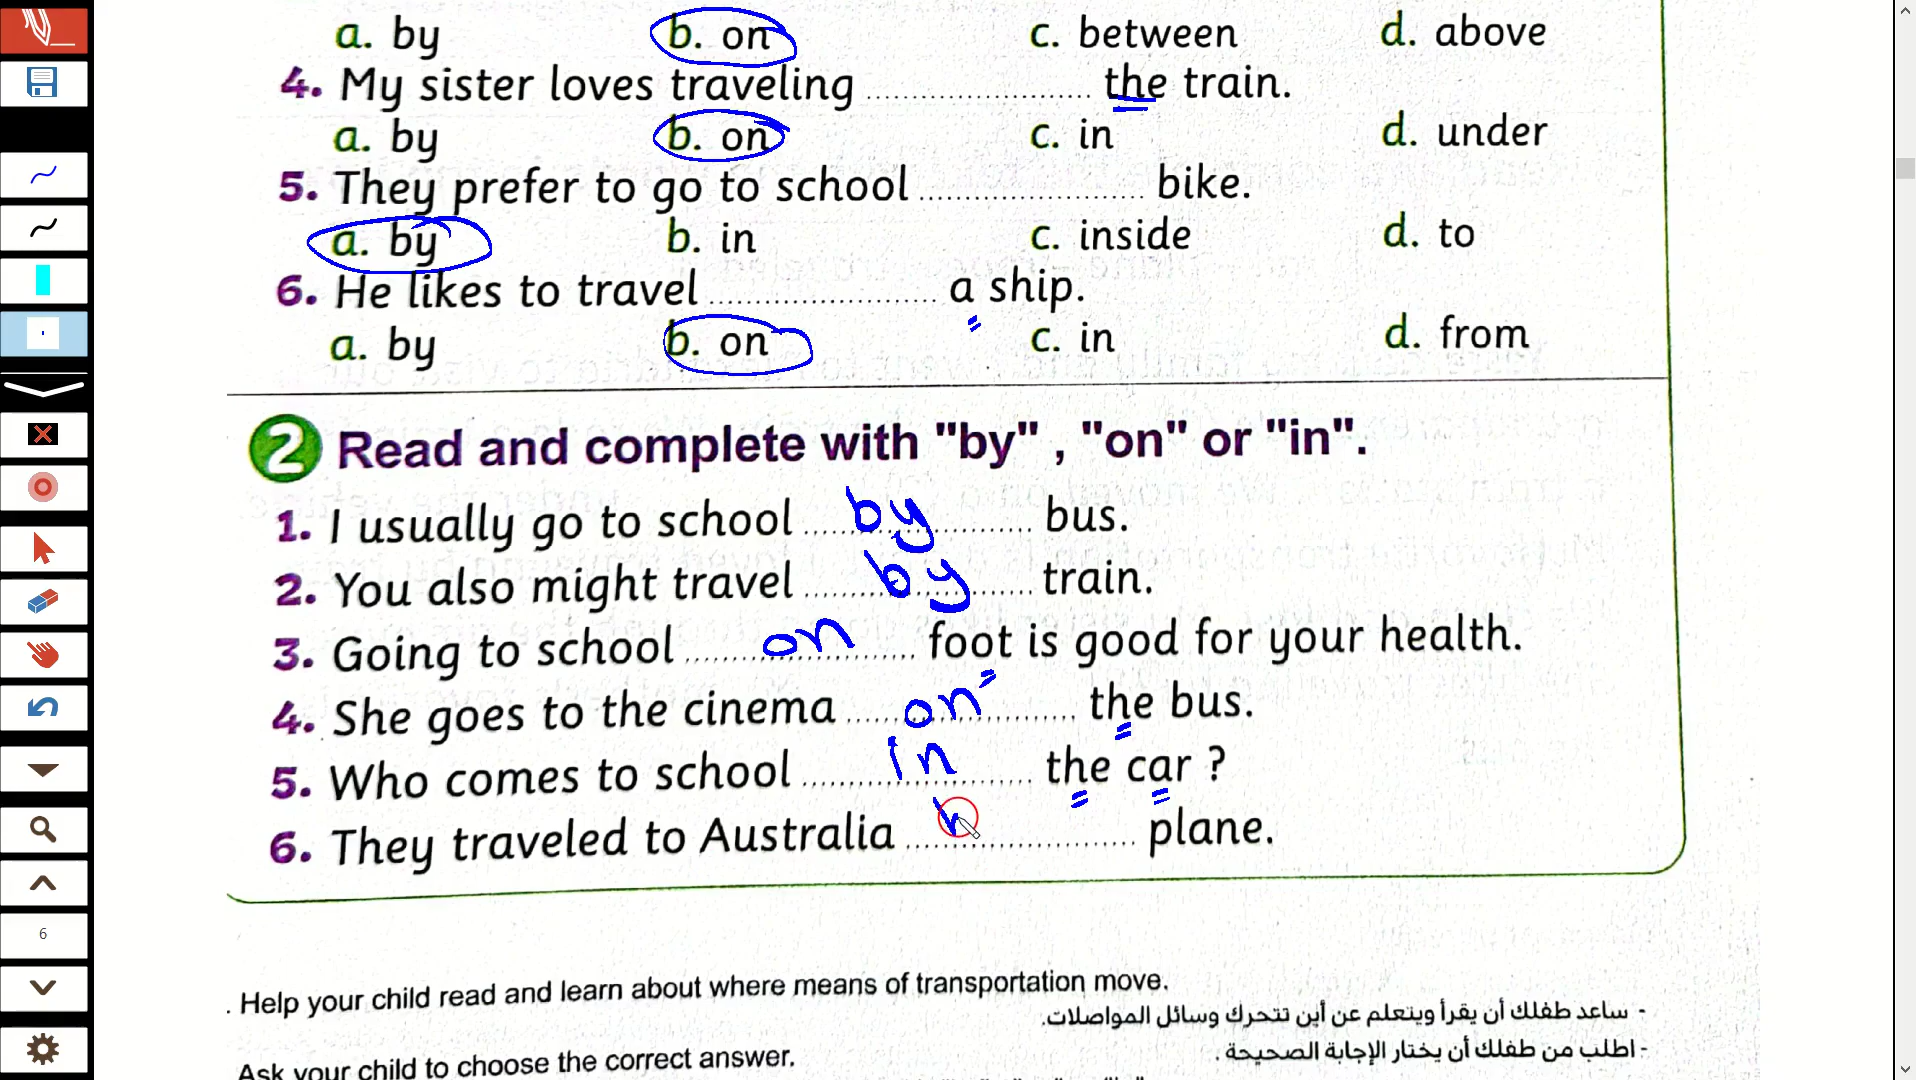 a. by b. on c. between d. above
4. My sister loves traveling ........................ the train.
a. by b. on c. in d. under
5. They prefer to go to school ........................ bike.
a. by b. in c. inside d. to
6. He likes to travel ........................ a ship.
a. by b. on c. in d. from
2 Read and complete with "by" , "on" or "in".
1. I usually go to school by bus.
2. You also might travel by train.
3. Going to school on foot is good for your health.
4. She goes to the cinema on the bus.
5. Who comes to school in the car ?
6. They traveled to Australia ........................ plane.
6
. Help your child read and learn about where means of transportation move.
- ساعد طفلك أن يقرأ ويتعلم عن أين تتحرك وسائل المواصلات.
Ask your child to choose the correct answer.
- اطلب من طفلك أن يختار الإجابة الصحيحة .